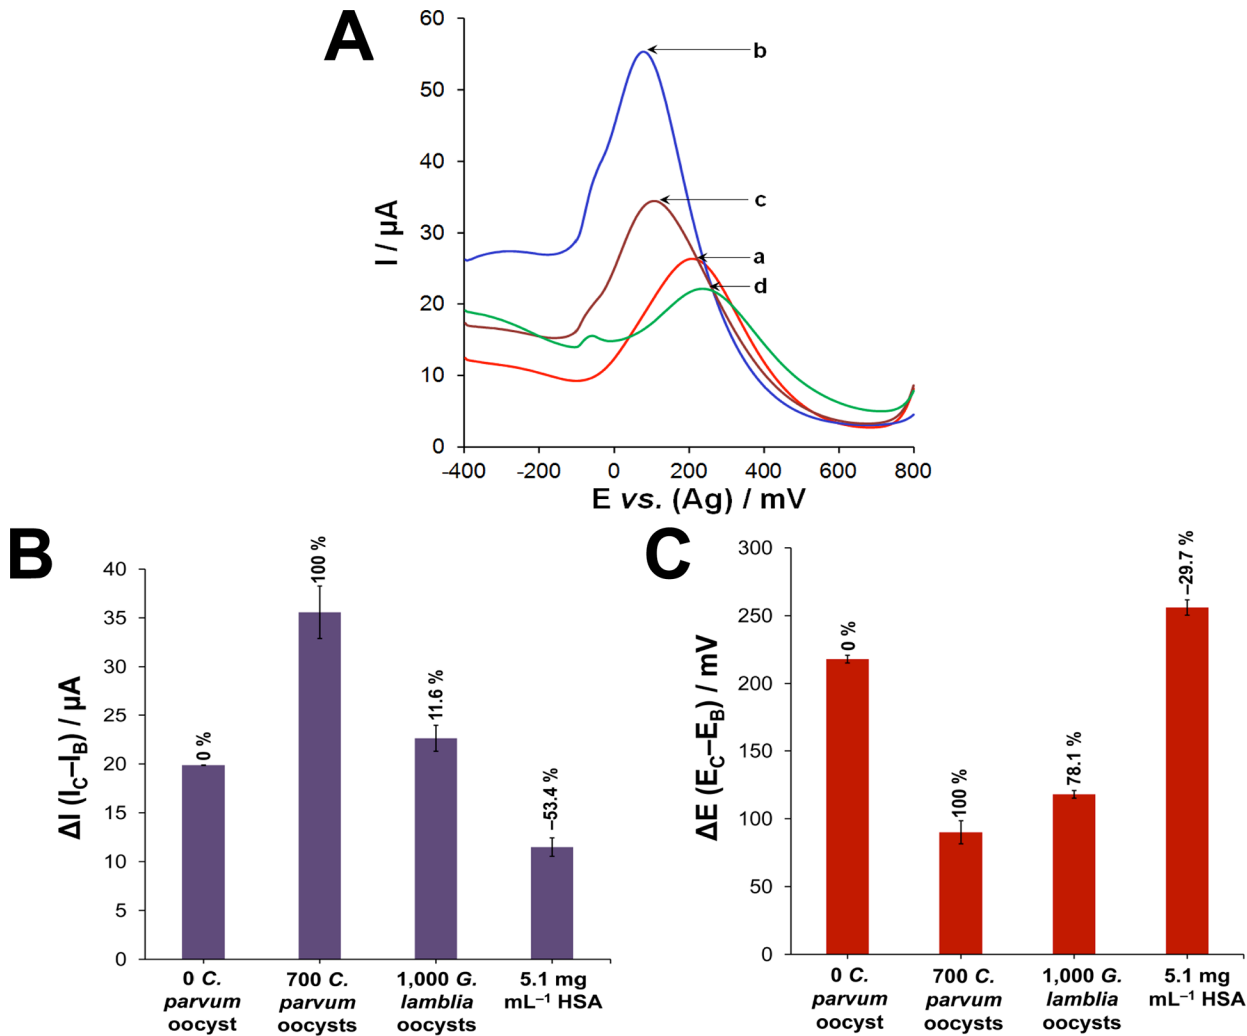 A
60
50
40
30
20
10
0
I / µA
b
c
a
d
-400
-200
0
200
400
600
800
E vs. (Ag) / mV
B
40
35
30
25
20
15
10
5
0
ΔI (IC–IB) / µA
0 %
100 %
11.6 %
–53.4 %
0 C.
parvum
oocyst
700 C.
parvum
oocysts
1,000 G.
lamblia
oocysts
5.1 mg
mL–1 HSA
C
300
250
200
150
100
50
0
ΔE (EC–EB) / mV
0 %
100 %
78.1 %
–29.7 %
0 C.
parvum
oocyst
700 C.
parvum
oocysts
1,000 G.
lamblia
oocysts
5.1 mg
mL–1 HSA